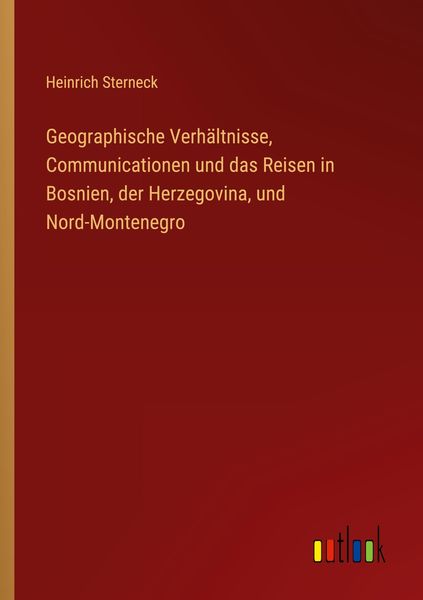 Heinrich Sterneck
Geographische Verhältnisse,
Communicationen und das Reisen in
Bosnien, der Herzegovina, und
Nord-Montenegro
outlook